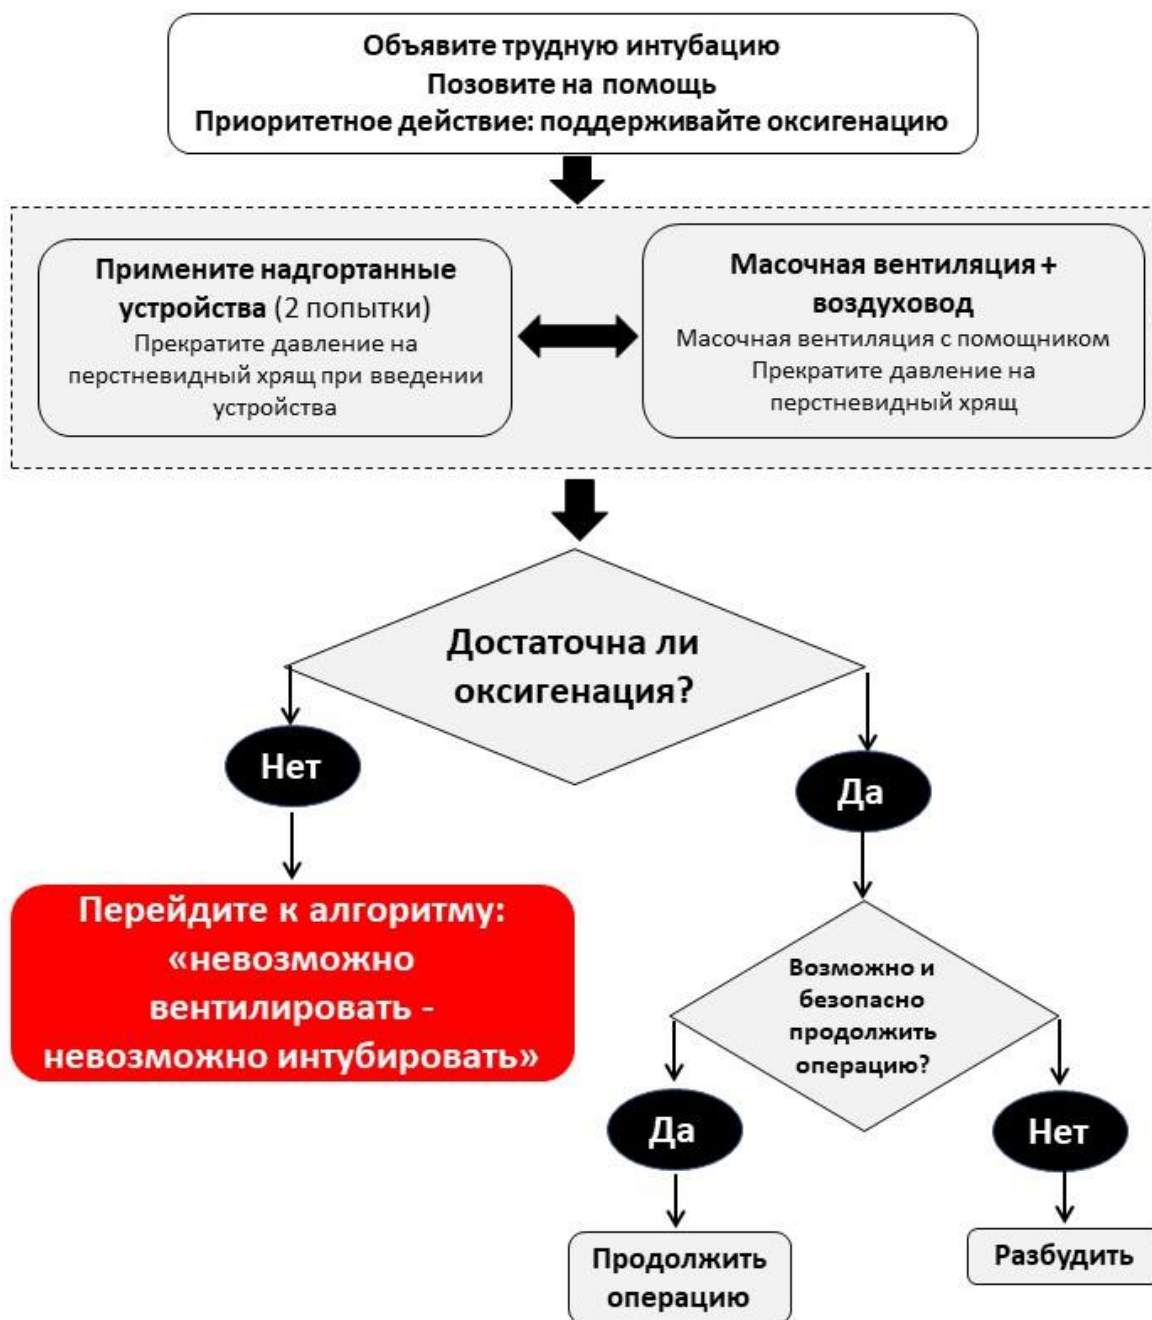 Объявите трудную интубацию
Позовите на помощь
Приоритетное действие: поддерживайте оксигенацию
Примените надгортанные
устройства (2 попытки)
Прекратите давление на
перстневидный хрящ при введении
устройства
Масочная вентиляция +
воздуховод
Масочная вентиляция с помощником
Прекратите давление на
перстневидный хрящ
Достаточна ли
оксигенация?
Нет
Да
Перейдите к алгоритму:
«невозможно
вентилировать -
невозможно интубировать»
Возможно и
безопасно
продолжить
операцию?
Да
Нет
Продолжить
операцию
Разбудить